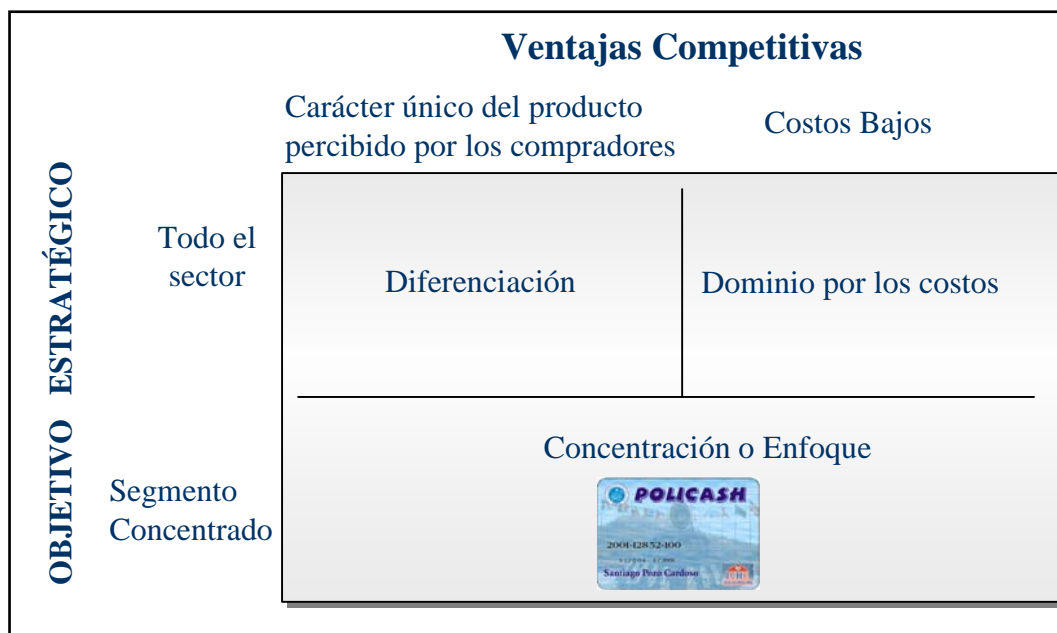 Ventajas Competitivas
Carácter único del producto
percibido por los compradores
Costos Bajos
OBJETIVO ESTRATÉGICO
Todo el
sector
Diferenciación
Dominio por los costos
Concentración o Enfoque
Segmento
Concentrado
POLICASH
2001-12852-100
Santiago Pozo Cardoso